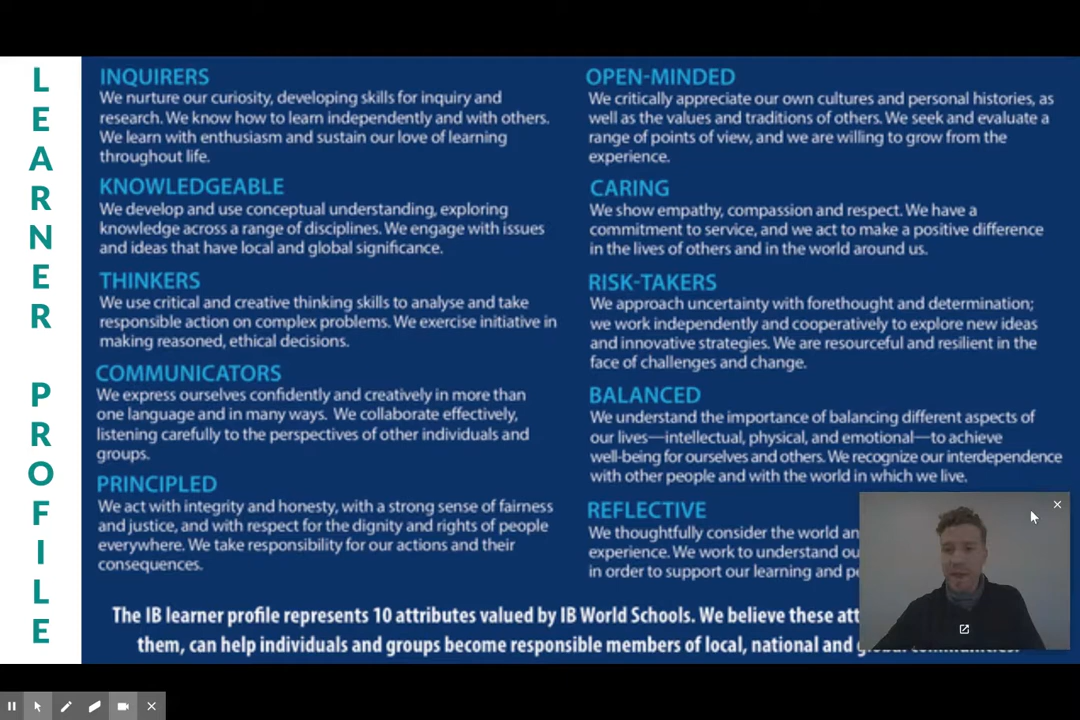 LEARNER PROFILE
INQUIRERS
We nurture our curiosity, developing skills for inquiry and
research. We know how to learn independently and with others.
We learn with enthusiasm and sustain our love of learning
throughout life.
KNOWLEDGEABLE
We develop and use conceptual understanding, exploring
knowledge across a range of disciplines. We engage with issues
and ideas that have local and global significance.
THINKERS
We use critical and creative thinking skills to analyse and take
responsible action on complex problems. We exercise initiative in
making reasoned, ethical decisions.
COMMUNICATORS
We express ourselves confidently and creatively in more than
one language and in many ways. We collaborate effectively,
listening carefully to the perspectives of other individuals and
groups.
PRINCIPLED
We act with integrity and honesty, with a strong sense of fairness
and justice, and with respect for the dignity and rights of people
everywhere. We take responsibility for our actions and their
consequences.
OPEN-MINDED
We critically appreciate our own cultures and personal histories, as
well as the values and traditions of others. We seek and evaluate a
range of points of view, and we are willing to grow from the
experience.
CARING
We show empathy, compassion and respect. We have a
commitment to service, and we act to make a positive difference
in the lives of others and in the world around us.
RISK-TAKERS
We approach uncertainty with forethought and determination;
we work independently and cooperatively to explore new ideas
and innovative strategies. We are resourceful and resilient in the
face of challenges and change.
BALANCED
We understand the importance of balancing different aspects of
our lives—intellectual, physical, and emotional—to achieve
well-being for ourselves and others. We recognize our interdependence
with other people and with the world in which we live.
REFLECTIVE
We thoughtfully consider the world an
experience. We work to understand ou
in order to support our learning and pe
The IB learner profile represents 10 attributes valued by IB World Schools. We believe these att
them, can help individuals and groups become responsible members of local, national and